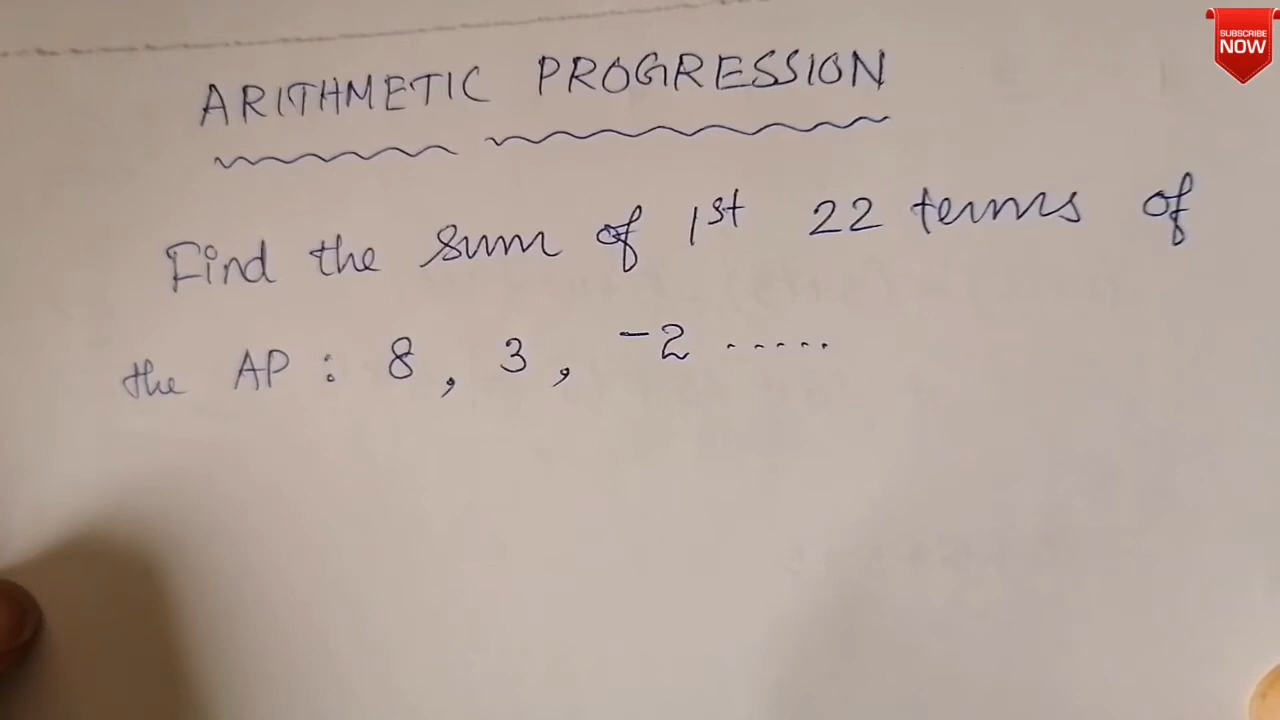 SUBSCRIBE
NOW
ARITHMETIC PROGRESSION
Find the sum of 1st 22 terms of
the AP : 8 , 3 , -2 .....